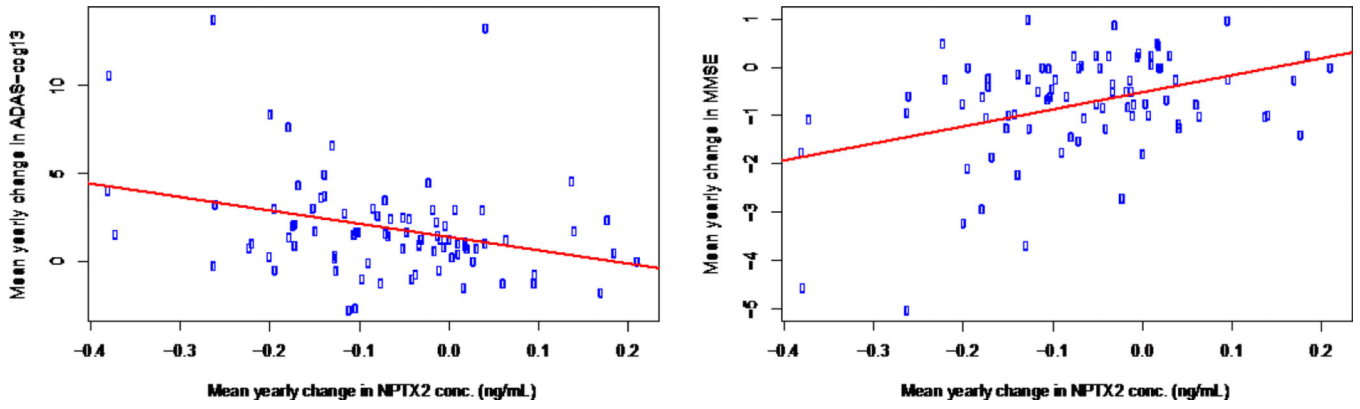 Mean yearly change in ADAS-cog13
10
5
0
−0.4 −0.3 −0.2 −0.1 0.0 0.1 0.2
Mean yearly change in NPTX2 conc. (ng/mL)
Mean yearly change in MMSE
1
0
−1
−2
−3
−4
−5
−0.4 −0.3 −0.2 −0.1 0.0 0.1 0.2
Mean yearly change in NPTX2 conc. (ng/mL)